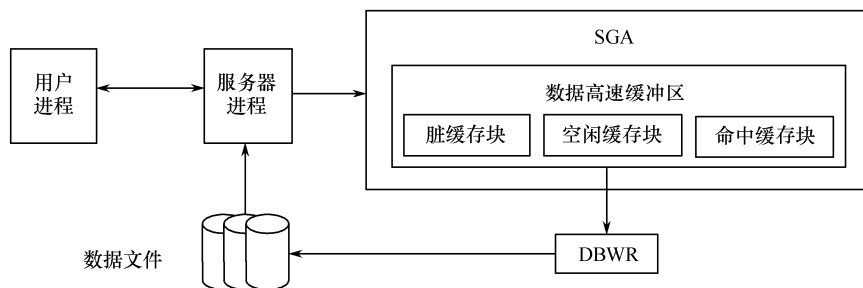 SGA
用户
进程
服务器
进程
数据高速缓冲区
脏缓存块
空闲缓存块
命中缓存块
数据文件
DBWR